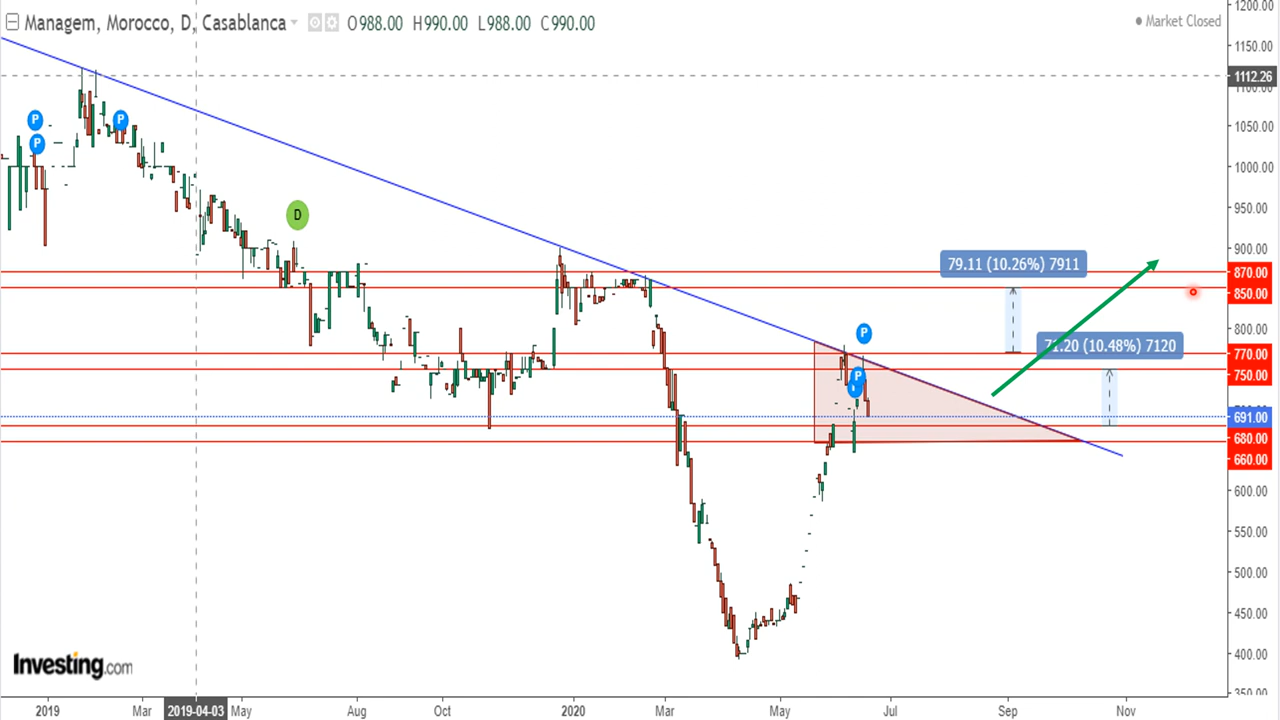 Managem, Morocco, D, Casablanca O988.00 H990.00 L988.00 C990.00
Market Closed
1200.00
1150.00
1112.26
1100.00
1050.00
1000.00
950.00
900.00
870.00
850.00
800.00
770.00
750.00
691.00
680.00
660.00
600.00
550.00
500.00
450.00
400.00
350.00
P
P
P
D
79.11 (10.26%) 7911
P
71.20 (10.48%) 7120
P
Investing.com
2019 Mar 2019-04-03 May Aug Oct 2020 Mar May Jul Sep Nov